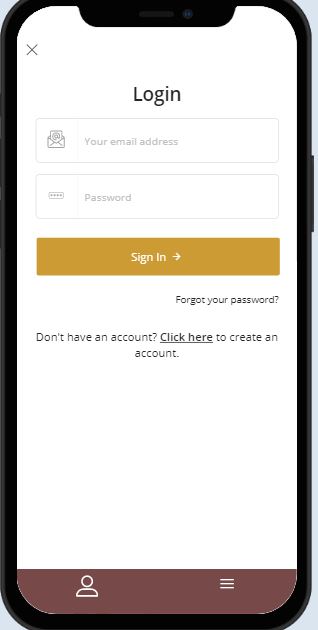 Login
Your email address
Password
Sign In →
Forgot your password?
Don't have an account? Click here to create an
account.